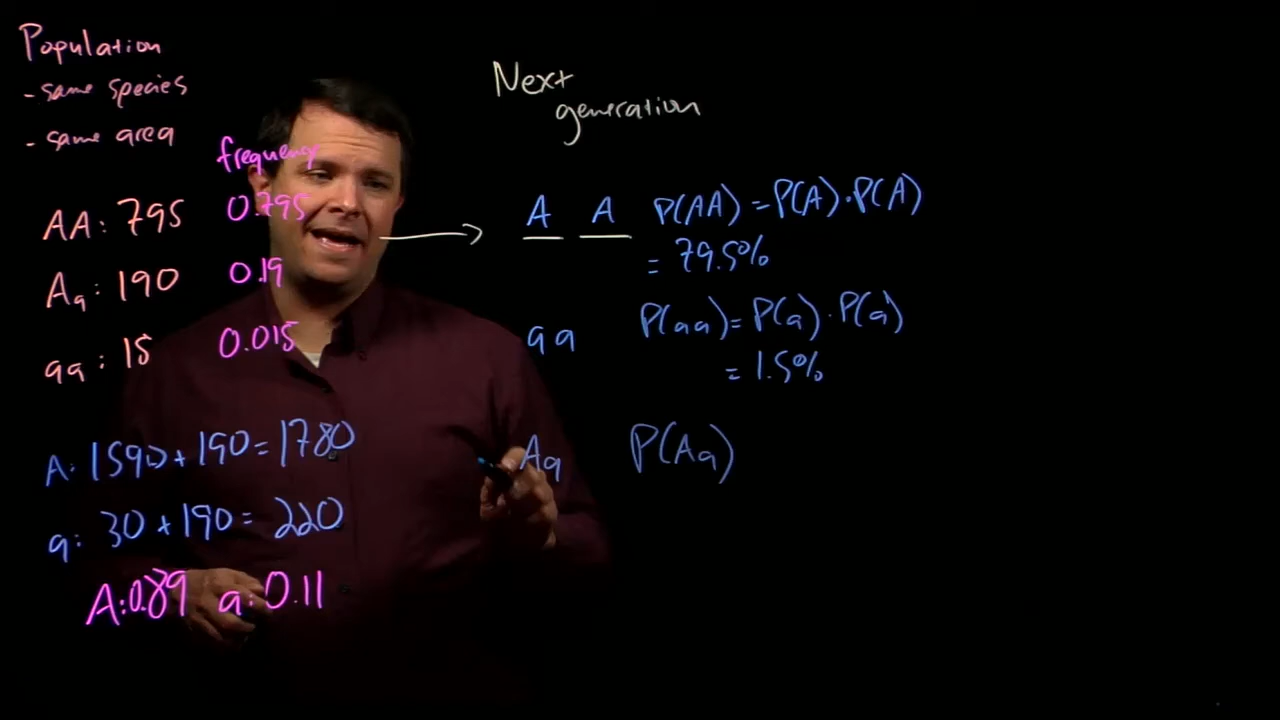 Population
- same species
- same area
frequency
AA: 795 0.795
Aa: 190 0.19
aa: 15 0.015
A: 1590 + 190 = 1780
a: 30 + 190 = 220
A: 0.89 a: 0.11
Next
generation
A A P(AA) = P(A) · P(A)
= 79.5%
aa P(aa) = P(a) · P(a)
= 1.5%
Aa P(Aa)